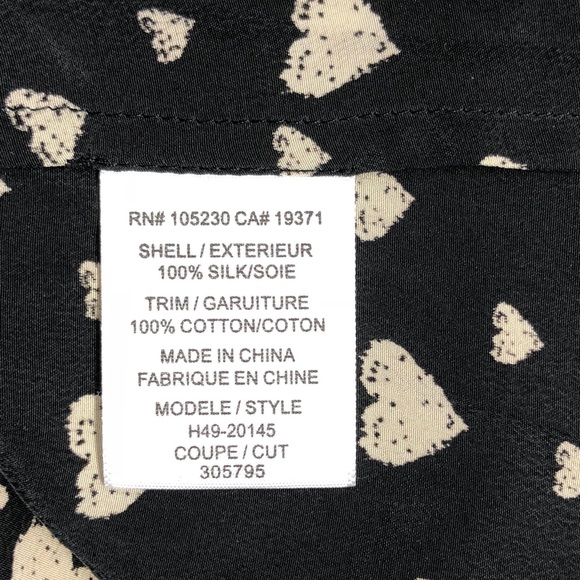 RN# 105230 CA# 19371
SHELL / EXTERIEUR
100% SILK/SOIE
TRIM / GARUITURE
100% COTTON/COTON
MADE IN CHINA
FABRIQUE EN CHINE
MODELE / STYLE
H49-20145
COUPE / CUT
305795